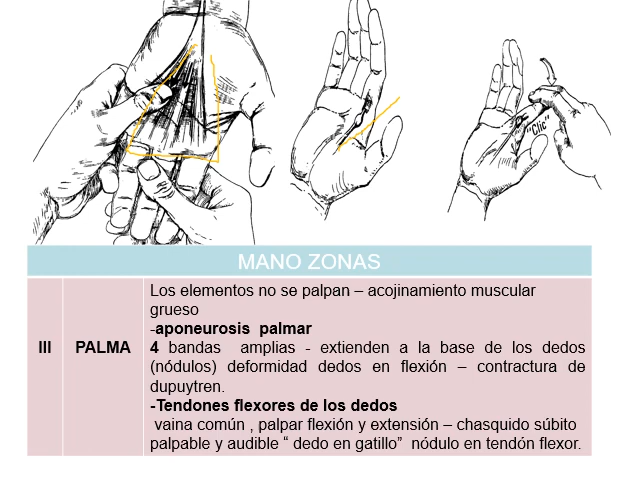 "Clic"
MANO ZONAS
III
PALMA
Los elementos no se palpan – acojinamiento muscular
grueso
-aponeurosis palmar
4 bandas amplias - extienden a la base de los dedos
(nódulos) deformidad dedos en flexión – contractura de
dupuytren.
-Tendones flexores de los dedos
vaina común , palpar flexión y extensión – chasquido súbito
palpable y audible “ dedo en gatillo” nódulo en tendón flexor.